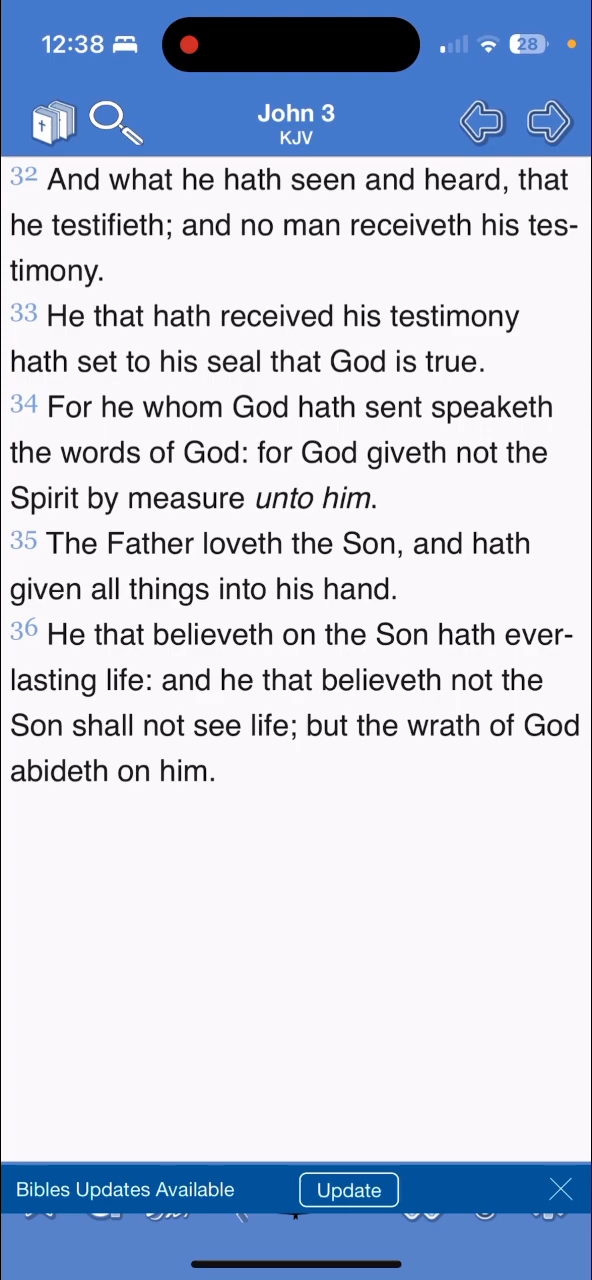 12:38
28
John 3
KJV
32 And what he hath seen and heard, that
he testifieth; and no man receiveth his tes-
timony.
33 He that hath received his testimony
hath set to his seal that God is true.
34 For he whom God hath sent speaketh
the words of God: for God giveth not the
Spirit by measure unto him.
35 The Father loveth the Son, and hath
given all things into his hand.
36 He that believeth on the Son hath ever-
lasting life: and he that believeth not the
Son shall not see life; but the wrath of God
abideth on him.
Bibles Updates Available
Update